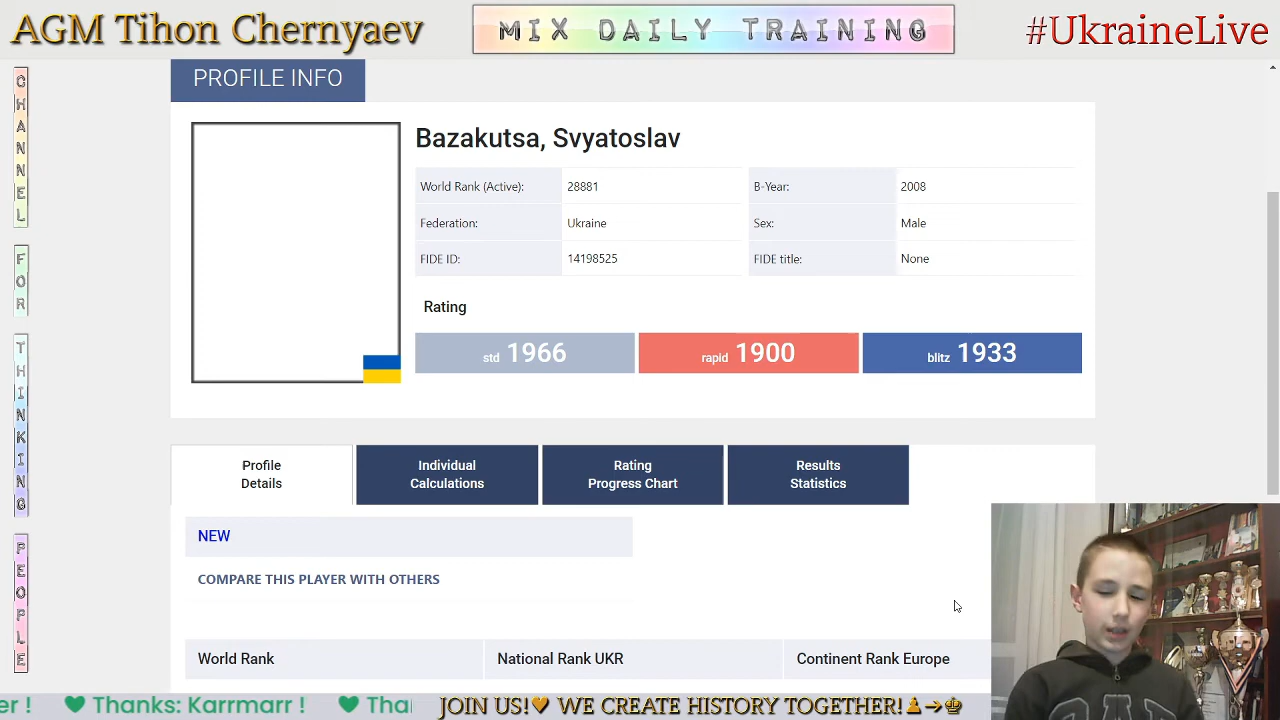 AGM Tihon Chernyaev
MIX DAILY TRAINING
#UkraineLive
CHANNEL
FOR
THINKING
PEOPLE
PROFILE INFO
Bazakutsa, Svyatoslav
World Rank (Active): 28881 B-Year: 2008
Federation: Ukraine Sex: Male
FIDE ID: 14198525 FIDE title: None
Rating
std 1966 rapid 1900 blitz 1933
Profile Details
Individual Calculations
Rating Progress Chart
Results Statistics
NEW
COMPARE THIS PLAYER WITH OTHERS
World Rank National Rank UKR Continent Rank Europe
er ! 💚 Thanks: Karrmarr ! 💚 Tha JOIN US!🧡 WE CREATE HISTORY TOGETHER!♟→♔